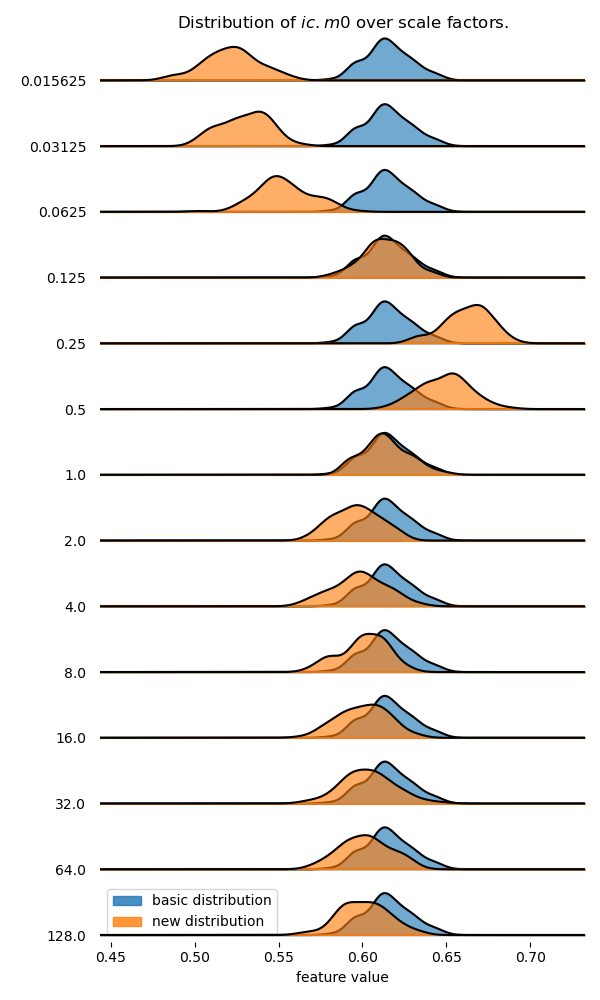 Distribution of ic.m0 over scale factors.
0.015625
0.03125
0.0625
0.125
0.25
0.5
1.0
2.0
4.0
8.0
16.0
32.0
64.0
128.0
basic distribution
new distribution
0.45 0.50 0.55 0.60 0.65 0.70
feature value